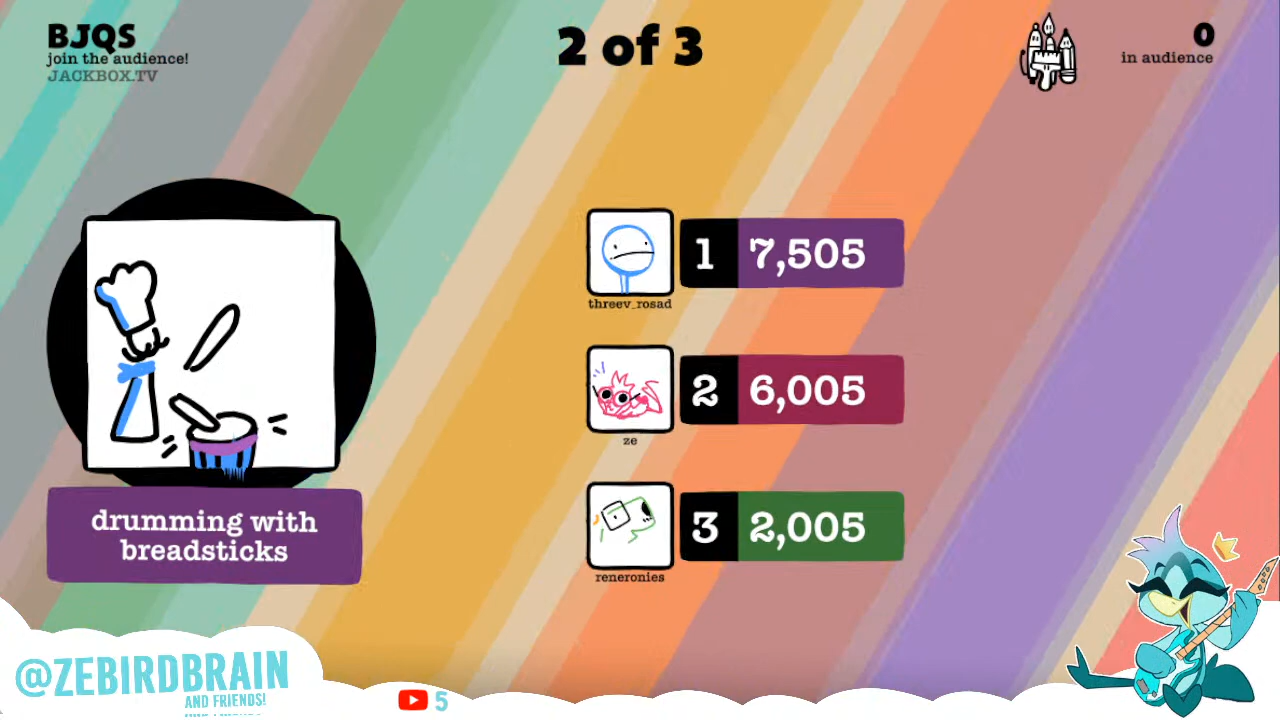 BJQS
join the audience!
JACKBOX.TV
2 of 3
0
in audience
drumming with
breadsticks
1 7,505
threev_rosad
2 6,005
ze
3 2,005
reneronies
@ZEBIRDBRAIN
AND FRIENDS!
5